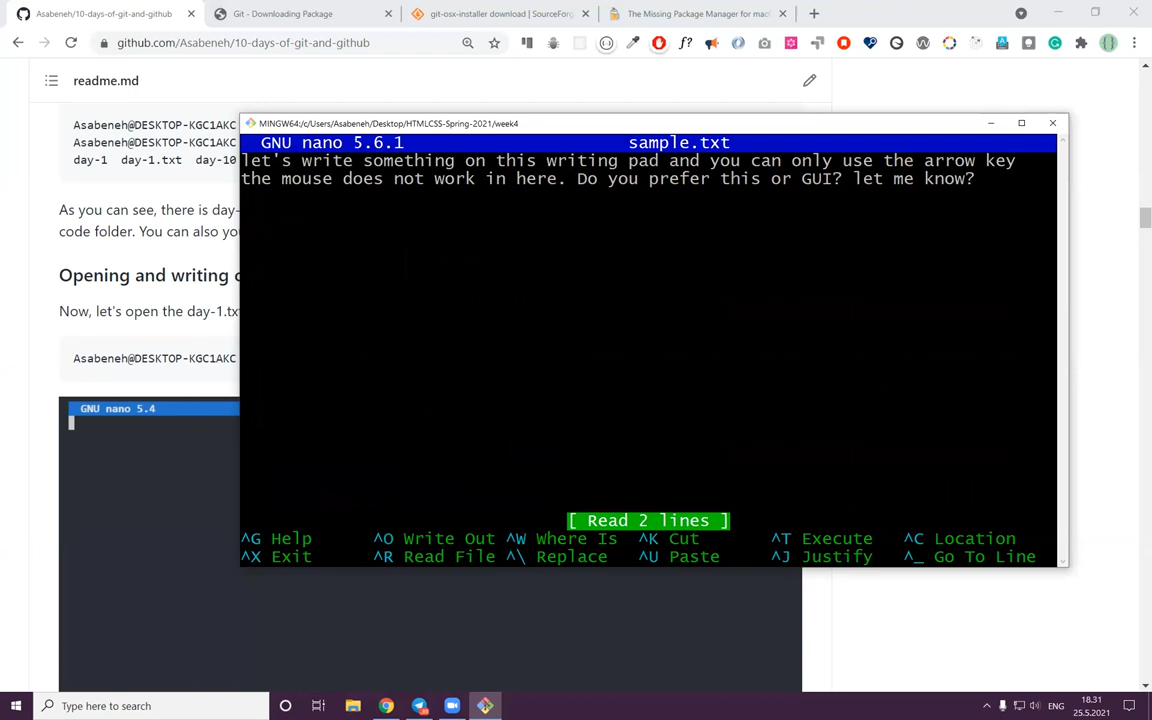 Asabeneh/10-days-of-git-and-github
Git - Downloading Package
git-osx-installer download | SourceForg
The Missing Package Manager for mac
github.com/Asabeneh/10-days-of-git-and-github
readme.md
Asabeneh@DESKTOP-KGC1AKC
Asabeneh@DESKTOP-KGC1AKC
day-1 day-1.txt day-10
As you can see, there is day-
code folder. You can also you
Opening and writing
Now, let's open the day-1.tx
Asabeneh@DESKTOP-KGC1AKC
GNU nano 5.4
MINGW64:/c/Users/Asabeneh/Desktop/HTMLCSS-Spring-2021/week4
GNU nano 5.6.1 sample.txt
let's write something on this writing pad and you can only use the arrow key
the mouse does not work in here. Do you prefer this or GUI? let me know?
[ Read 2 lines ]
^G Help ^O Write Out ^W Where Is ^K Cut ^T Execute ^C Location
^X Exit ^R Read File ^\ Replace ^U Paste ^J Justify ^_ Go To Line
Type here to search
ENG
18.31
25.5.2021